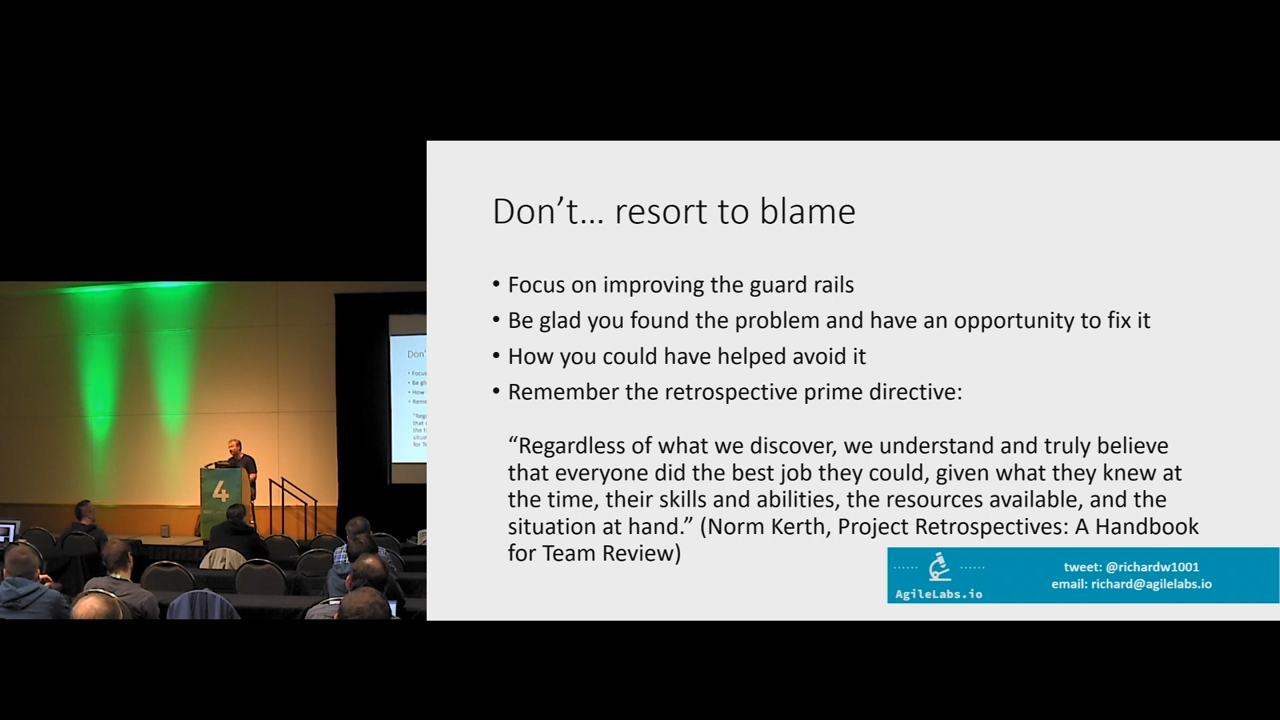 Don’t… resort to blame
• Focus on improving the guard rails
• Be glad you found the problem and have an opportunity to fix it
• How you could have helped avoid it
• Remember the retrospective prime directive:
“Regardless of what we discover, we understand and truly believe
that everyone did the best job they could, given what they knew at
the time, their skills and abilities, the resources available, and the
situation at hand.” (Norm Kerth, Project Retrospectives: A Handbook
for Team Review)
AgileLabs.io
tweet: @richardw1001
email: richard@agilelabs.io
4
Don’